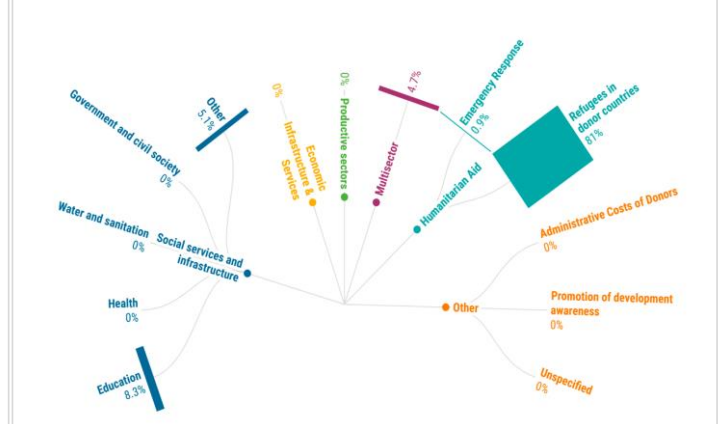 Other
5.1%
Government and civil society
0%
Water and sanitation
0%
Social services and
infrastructure
Health
0%
Education
8.3%
0%
Economic
Infrastructure &
Services
0%
Productive sectors
4.7%
Multisector
Emergency Response
0.9%
Humanitarian Aid
Refugees in
donor countries
81%
Administrative Costs of Donors
0%
Other
Promotion of development
awareness
0%
Unspecified
0%